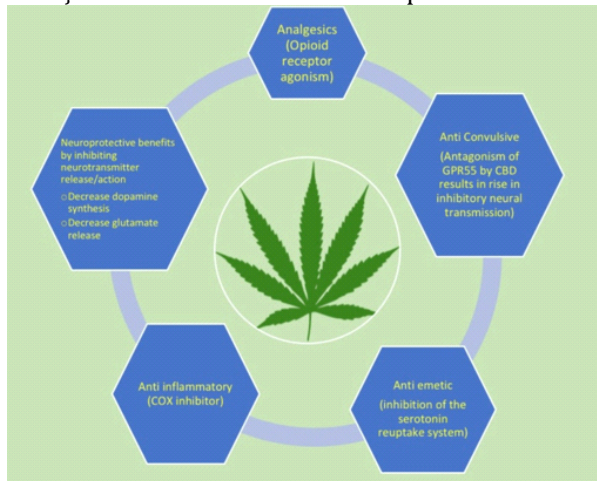 Analgesics
(Opioid
receptor
agonism)
Anti Convulsive
(Antagonism of
GPR55 by CBD
results in rise in
inhibitory neural
transmission)
Anti emetic
(inhibition of the
serotonin
reuptake system)
Anti inflammatory
(COX inhibitor)
Neuroprotective benefits
by inhibiting
neurotransmitter
release/action
○Decrease dopamine
synthesis
○Decrease glutamate
release